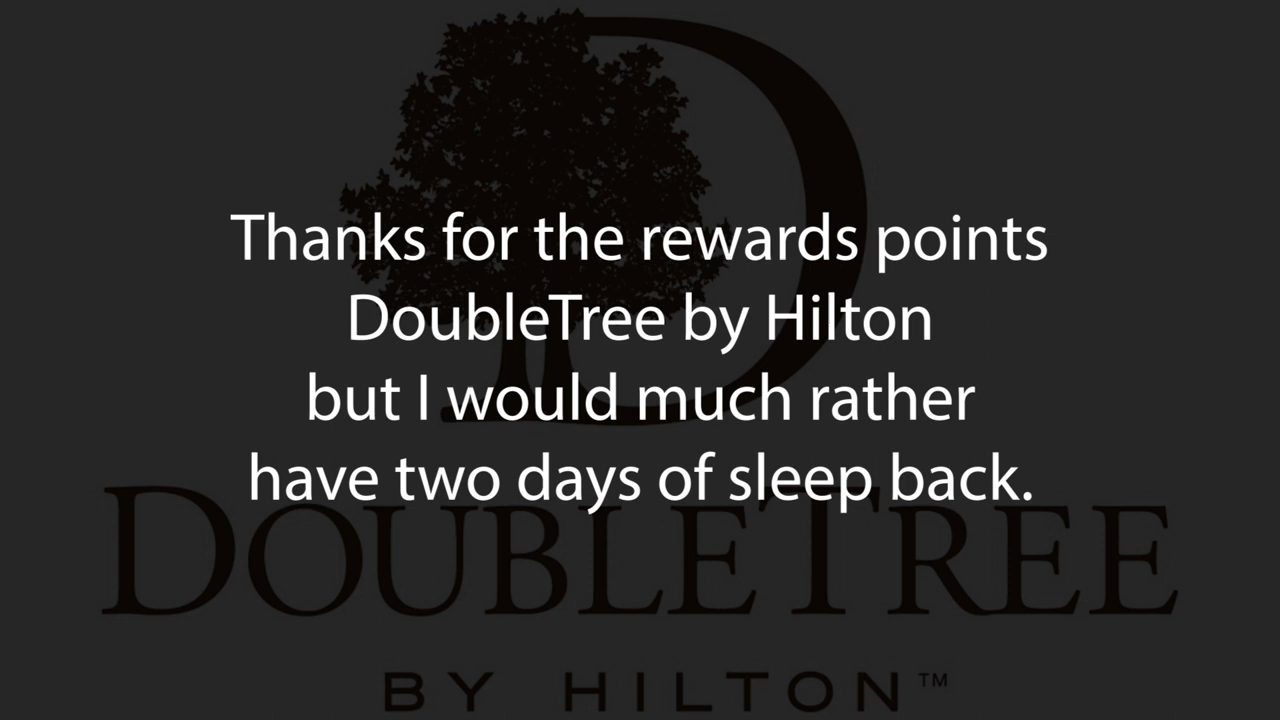 Thanks for the rewards points
DoubleTree by Hilton
but I would much rather
have two days of sleep back.
DOUBLETREE
BY HILTON™